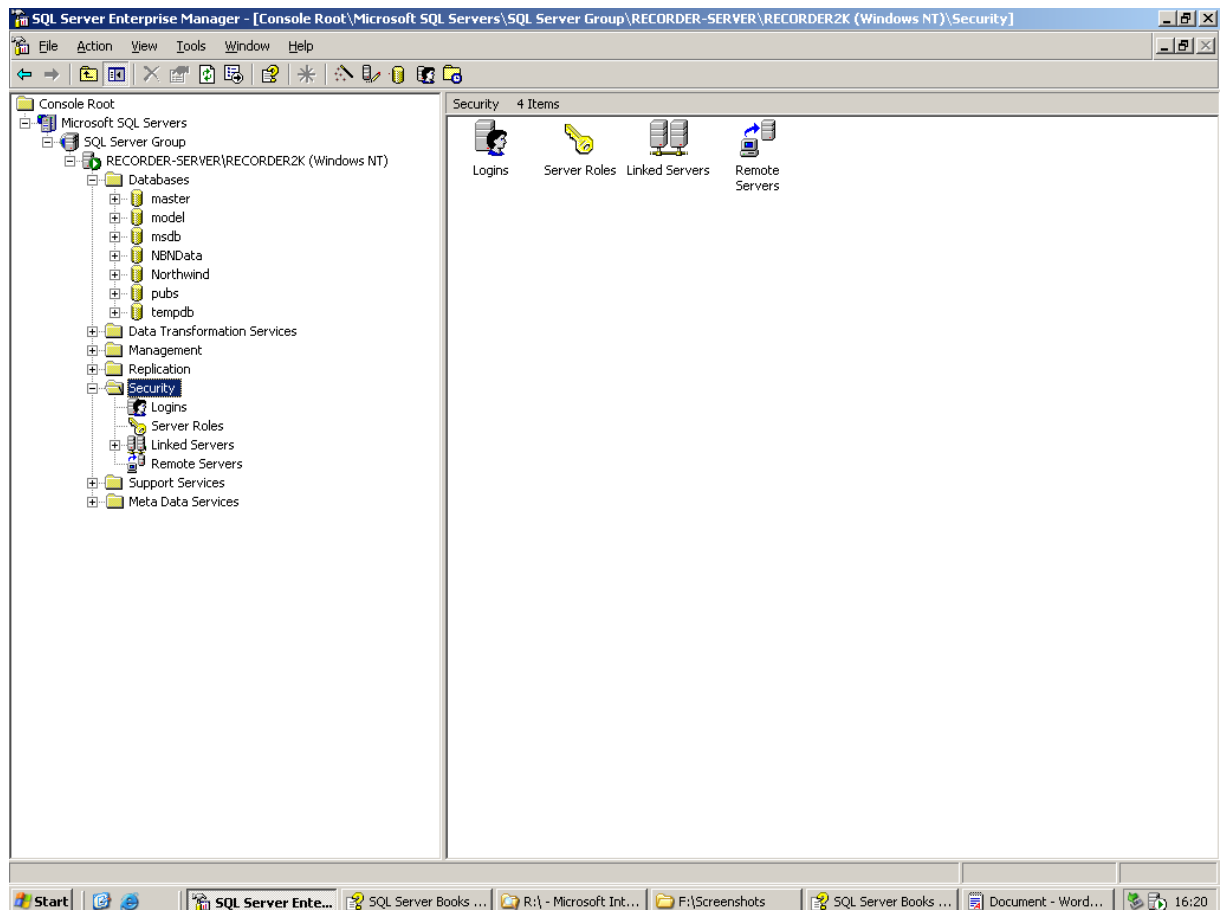 SQL Server Enterprise Manager - [Console Root\Microsoft SQL Servers\SQL Server Group\RECORDER-SERVER\RECORDER2K (Windows NT)\Security]
File Action View Tools Window Help
Console Root
Microsoft SQL Servers
SQL Server Group
RECORDER-SERVER\RECORDER2K (Windows NT)
Databases
master
model
msdb
NBNData
Northwind
pubs
tempdb
Data Transformation Services
Management
Replication
Security
Logins
Server Roles
Linked Servers
Remote Servers
Support Services
Meta Data Services
Security 4 Items
Logins Server Roles Linked Servers Remote
Servers
Start SQL Server Ente... SQL Server Books ... R:\ - Microsoft Int... F:\Screenshots SQL Server Books ... Document - Word... 16:20